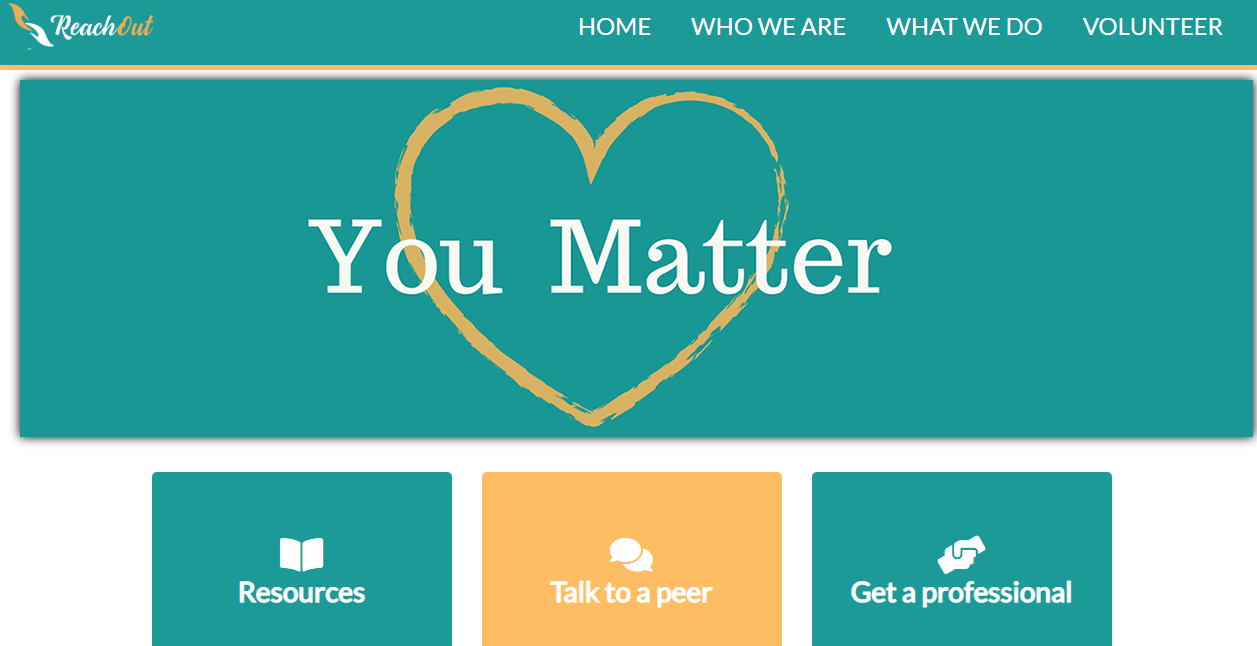 ReachOut
HOME WHO WE ARE WHAT WE DO VOLUNTEER
You Matter
Resources
Talk to a peer
Get a professional